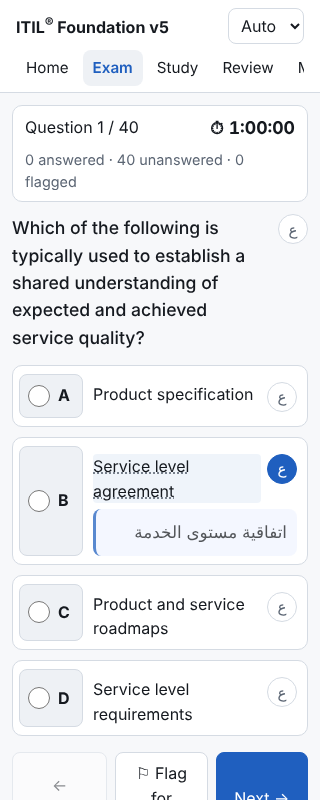 ITIL® Foundation v5
Auto
Home Exam Study Review
Question 1 / 40
⏱ 1:00:00
0 answered · 40 unanswered · 0
flagged
Which of the following is
typically used to establish a
shared understanding of
expected and achieved
service quality?
ع
A
Product specification
ع
B
Service level
agreement
ع
اتفاقية مستوى الخدمة
C
Product and service
roadmaps
ع
D
Service level
requirements
ع
←
⚐ Flag
for
Next →